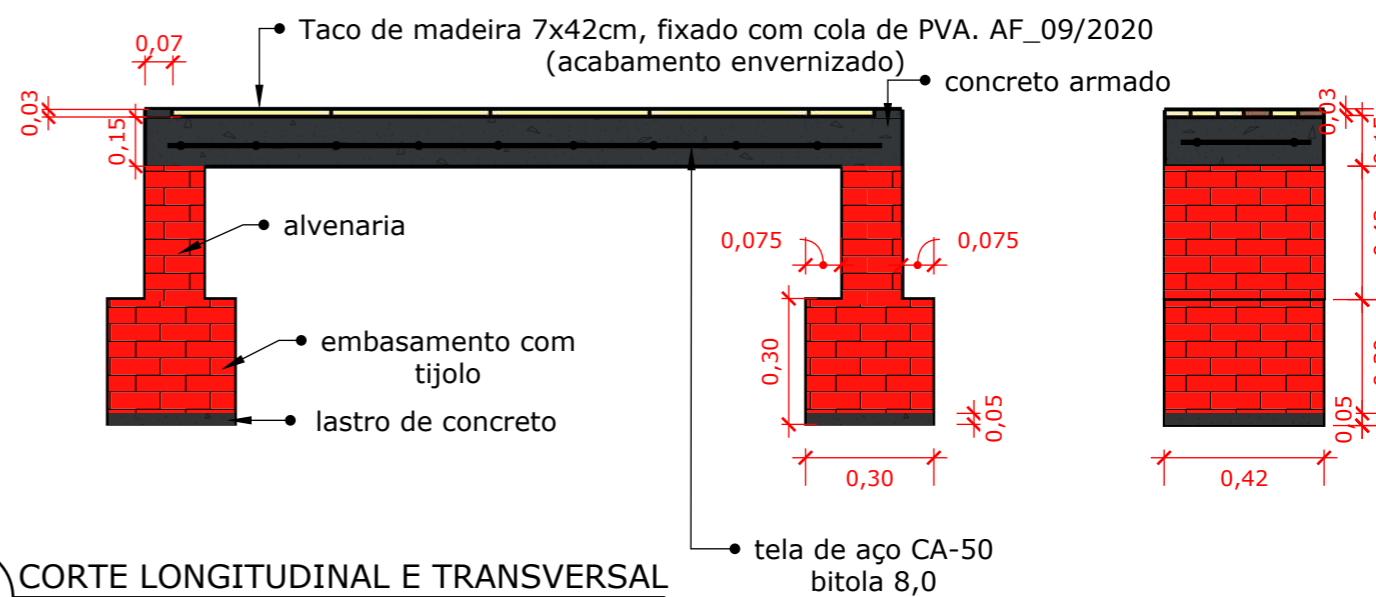 Taco de madeira 7x42cm, fixado com cola de PVA. AF_09/2020
(acabamento envernizado)
0,07
concreto armado
0,03
0,15
0,03
alvenaria
0,075
0,075
embasamento com
tijolo
0,30
lastro de concreto
0,05
0,05
0,30
0,42
tela de aço CA-50
bitola 8,0
CORTE LONGITUDINAL E TRANSVERSAL